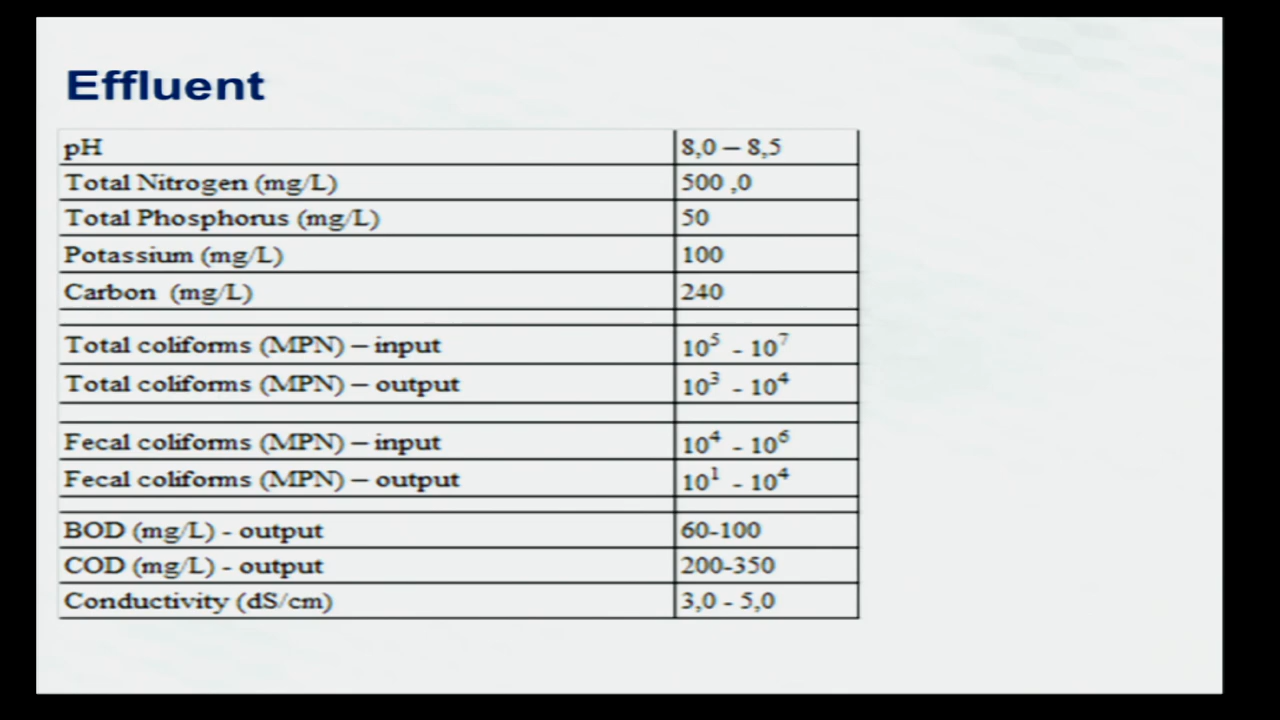 Effluent
pH 8,0 – 8,5
Total Nitrogen (mg/L) 500 ,0
Total Phosphorus (mg/L) 50
Potassium (mg/L) 100
Carbon (mg/L) 240
Total coliforms (MPN) – input 10⁵ - 10⁷
Total coliforms (MPN) – output 10³ - 10⁴
Fecal coliforms (MPN) – input 10⁴ - 10⁶
Fecal coliforms (MPN) – output 10¹ - 10⁴
BOD (mg/L) - output 60-100
COD (mg/L) - output 200-350
Conductivity (dS/cm) 3,0 - 5,0